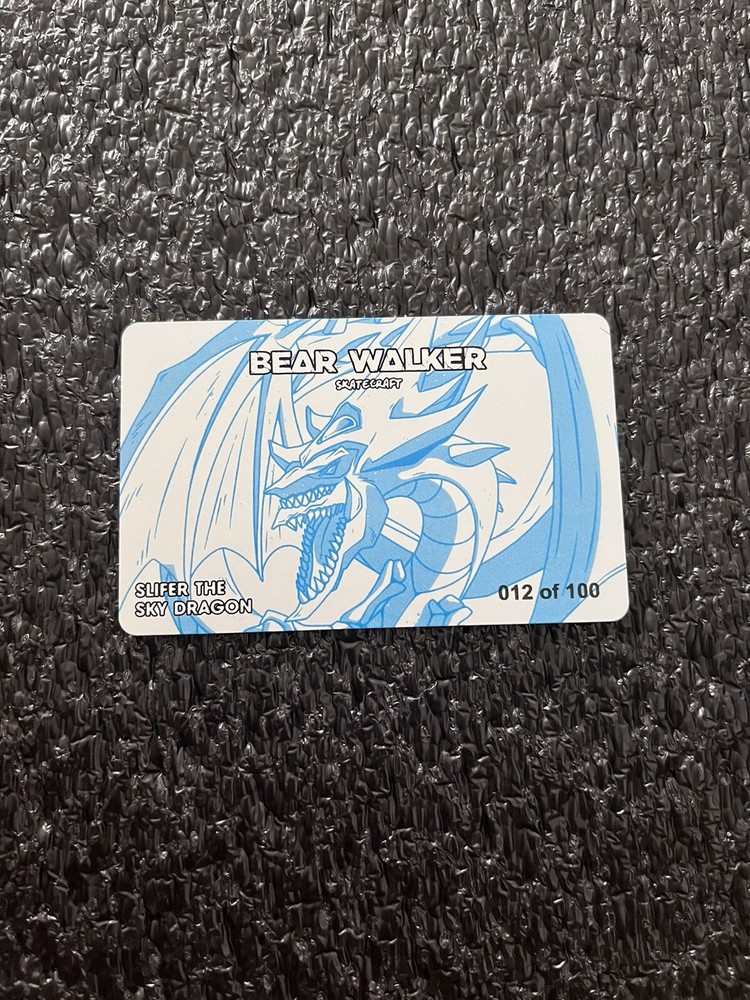 BEAR WALKER
SKATECRAFT
SLIFER THE
SKY DRAGON
012 of 100